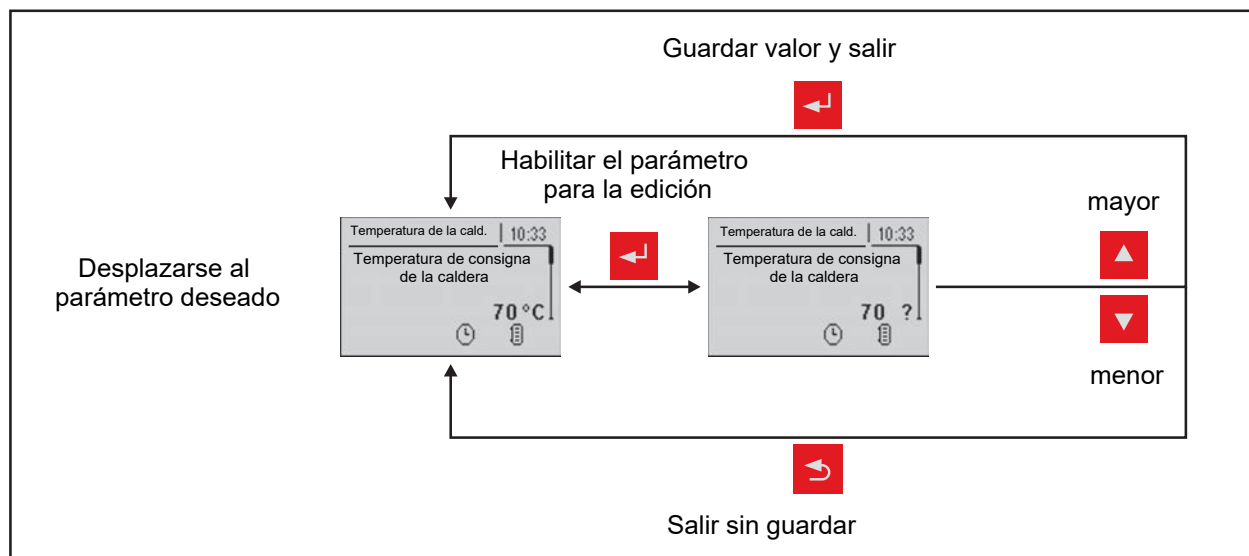 Guardar valor y salir
Habilitar el parámetro
para la edición
mayor
Temperatura de la cald. 10:33
Temperatura de consigna
de la caldera
70 °C
Temperatura de la cald. 10:33
Temperatura de consigna
de la caldera
70 ?
Desplazarse al
parámetro deseado
menor
Salir sin guardar